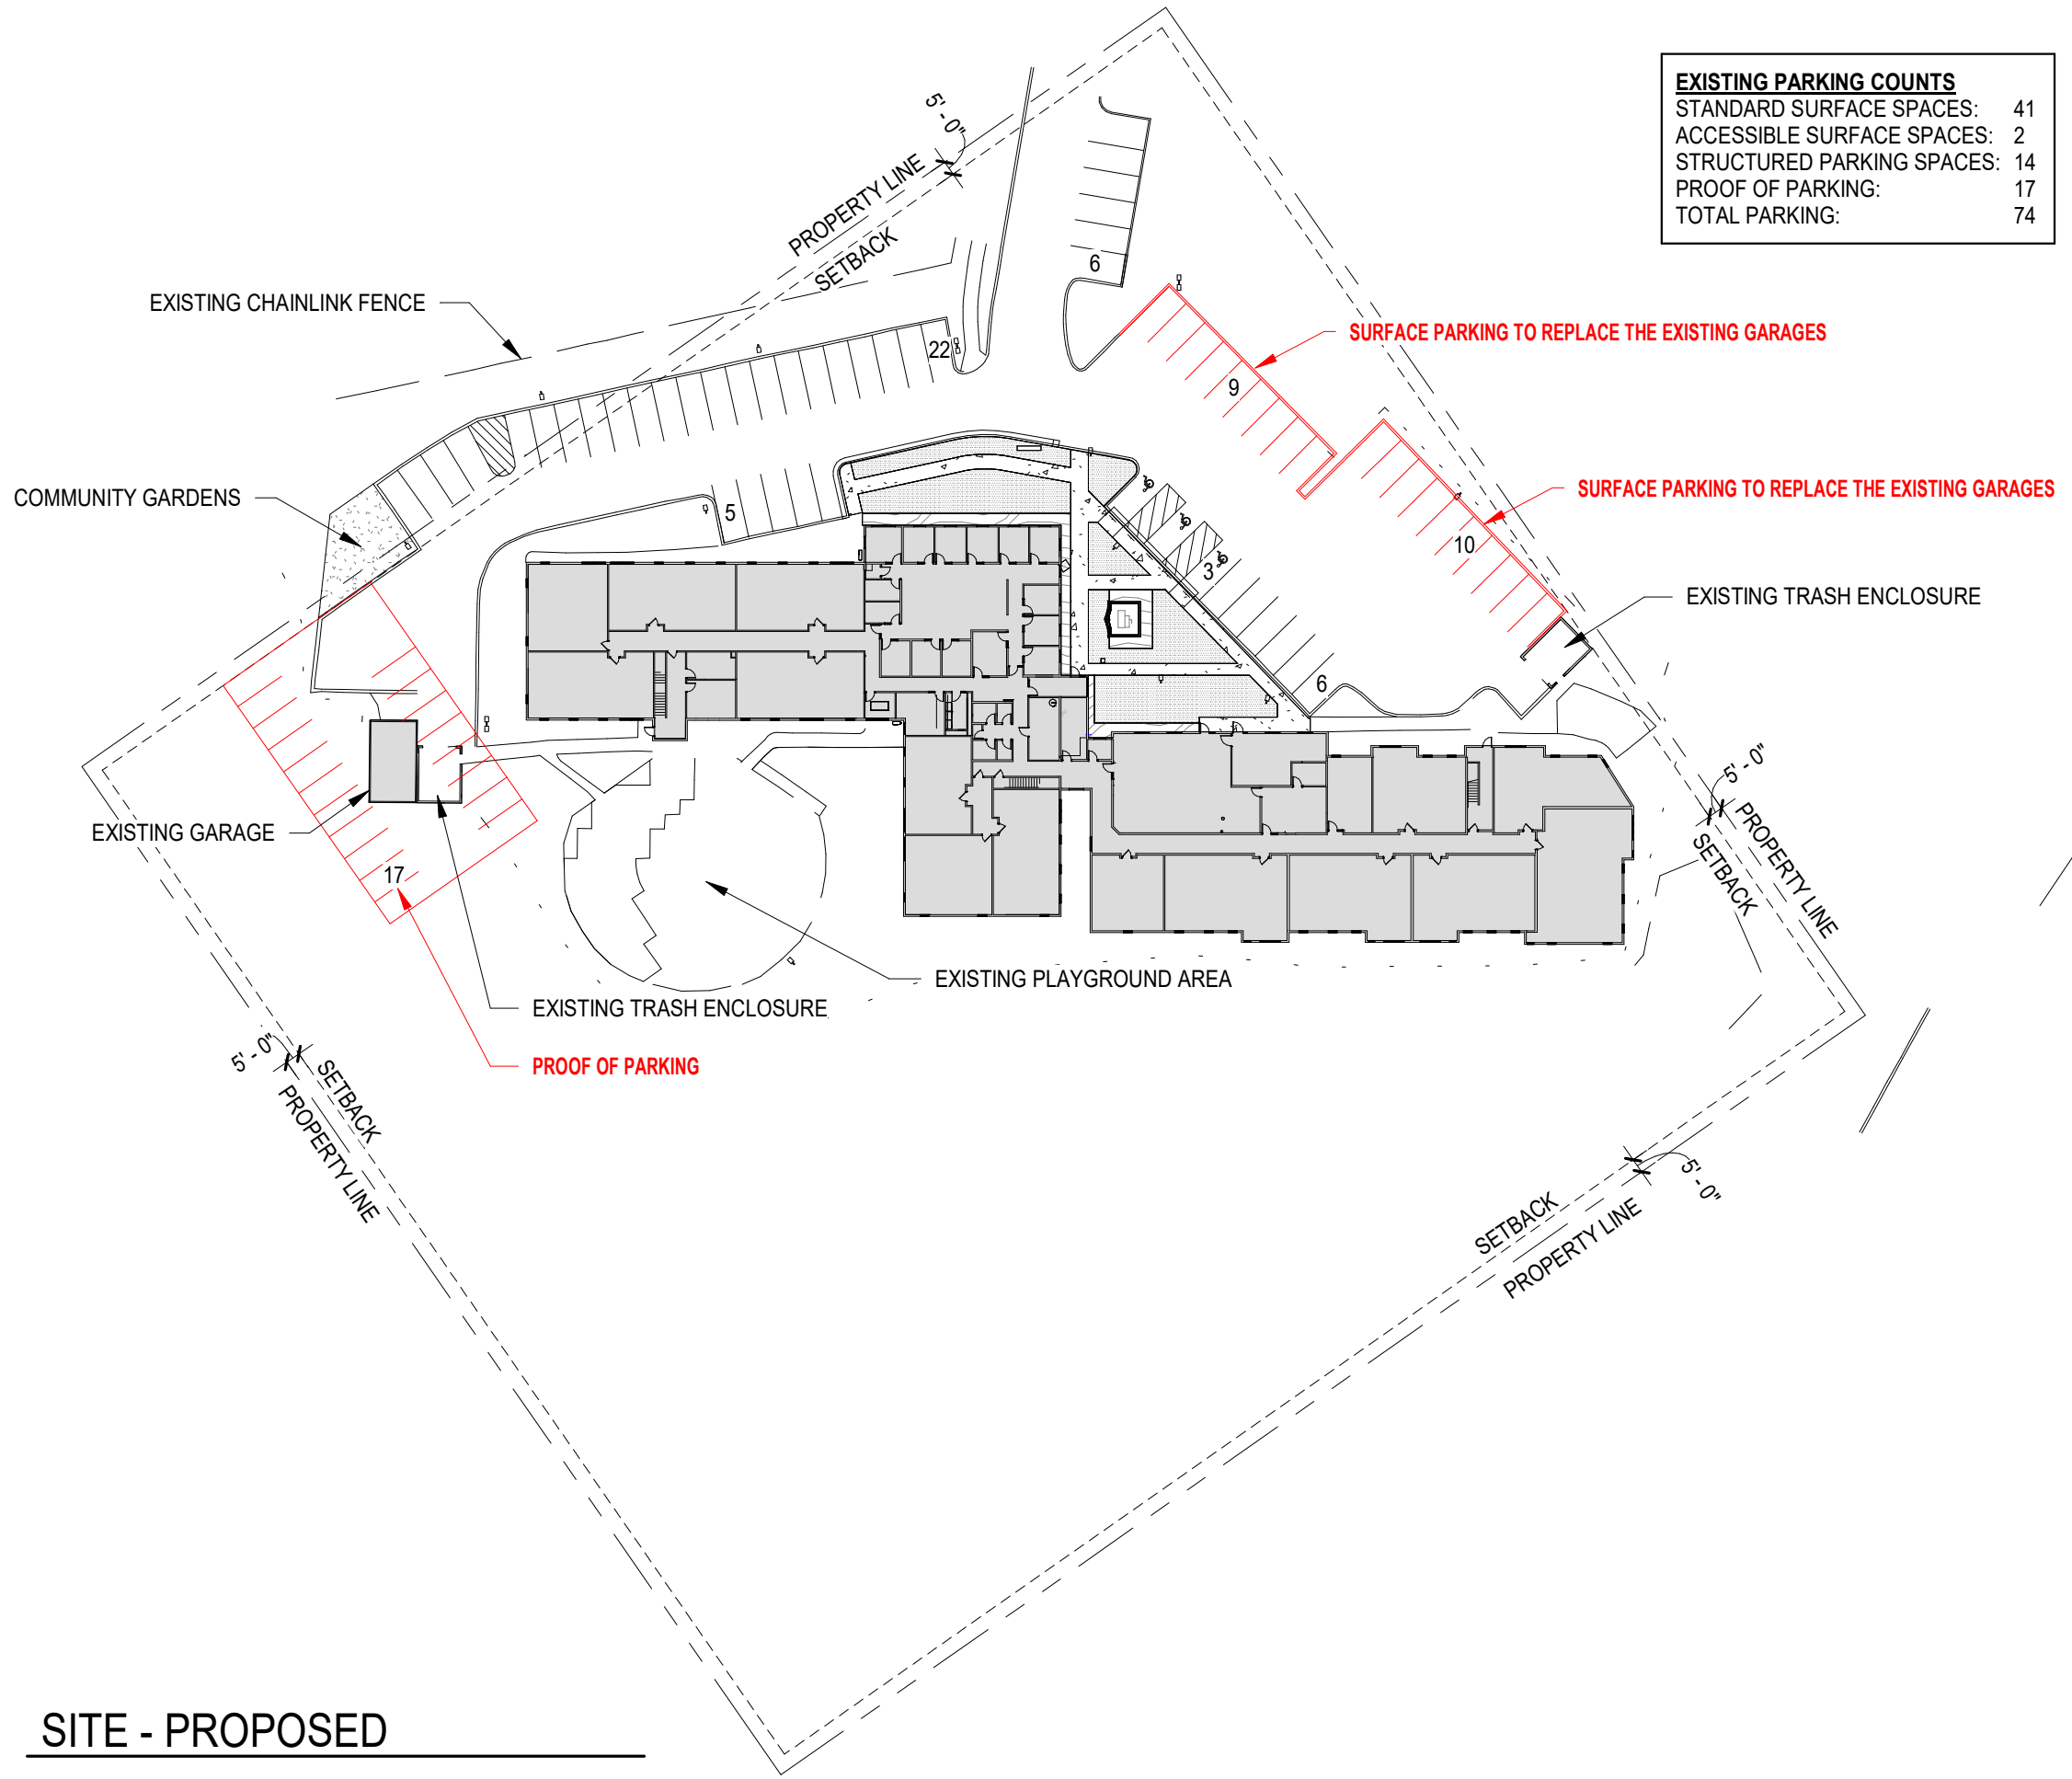 EXISTING PARKING COUNTS
STANDARD SURFACE SPACES: 41
ACCESSIBLE SURFACE SPACES: 2
STRUCTURED PARKING SPACES: 14
PROOF OF PARKING: 17
TOTAL PARKING: 74
5' - 0"
PROPERTY LINE
SETBACK
6
EXISTING CHAINLINK FENCE
SURFACE PARKING TO REPLACE THE EXISTING GARAGES
22
9
COMMUNITY GARDENS
SURFACE PARKING TO REPLACE THE EXISTING GARAGES
5
10
3
EXISTING TRASH ENCLOSURE
6
5' - 0"
PROPERTY LINE
SETBACK
EXISTING GARAGE
17
EXISTING PLAYGROUND AREA
EXISTING TRASH ENCLOSURE
PROOF OF PARKING
5' - 0"
SETBACK
PROPERTY LINE
5' - 0"
SETBACK
PROPERTY LINE
SITE - PROPOSED